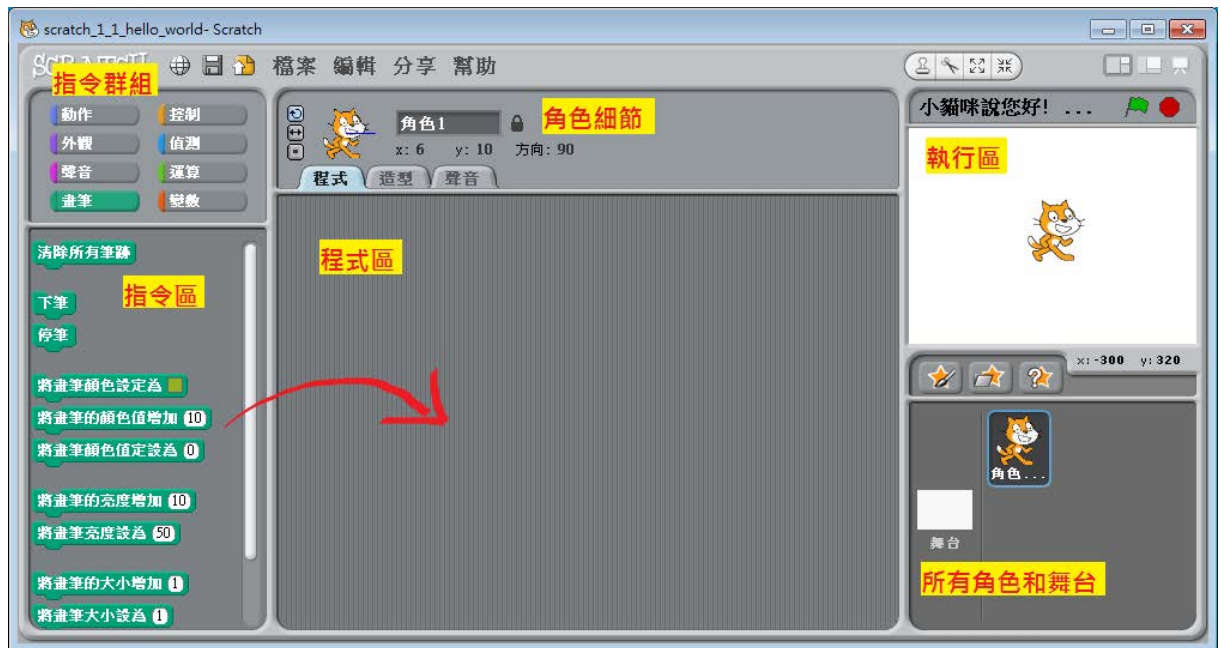 scratch_1_1_hello_world- Scratch
SCRATCH 檔案 編輯 分享 幫助
指令群組
動作 控制
外觀 偵測
聲音 運算
畫筆 變數
角色1
角色細節
x: 6 y: 10 方向: 90
程式 造型 聲音
小貓咪說您好! ...
執行區
清除所有筆跡
指令區
下筆
停筆
將畫筆顏色設定為
將畫筆的顏色值增加 10
將畫筆顏色值定設為 0
將畫筆的亮度增加 10
將畫筆亮度設為 50
將畫筆的大小增加 1
將畫筆大小設為 1
程式區
x: -300 y: 320
角色...
舞台
所有角色和舞台